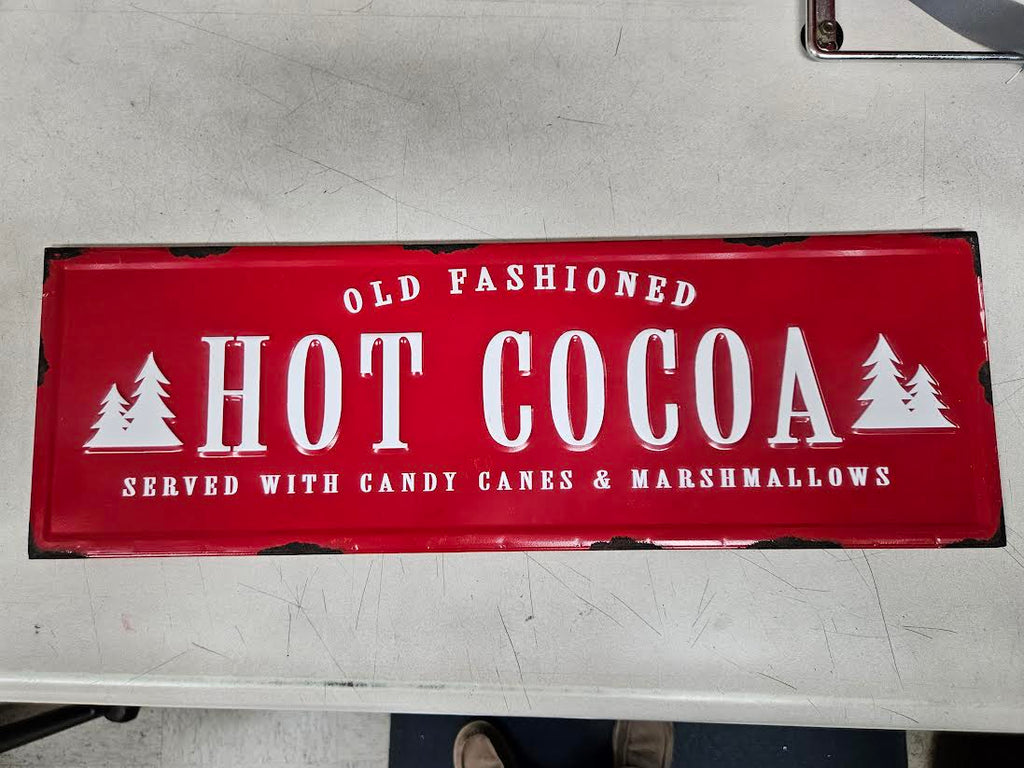 OLD FASHIONED
HOT COCOA
SERVED WITH CANDY CANES & MARSHMALLOWS